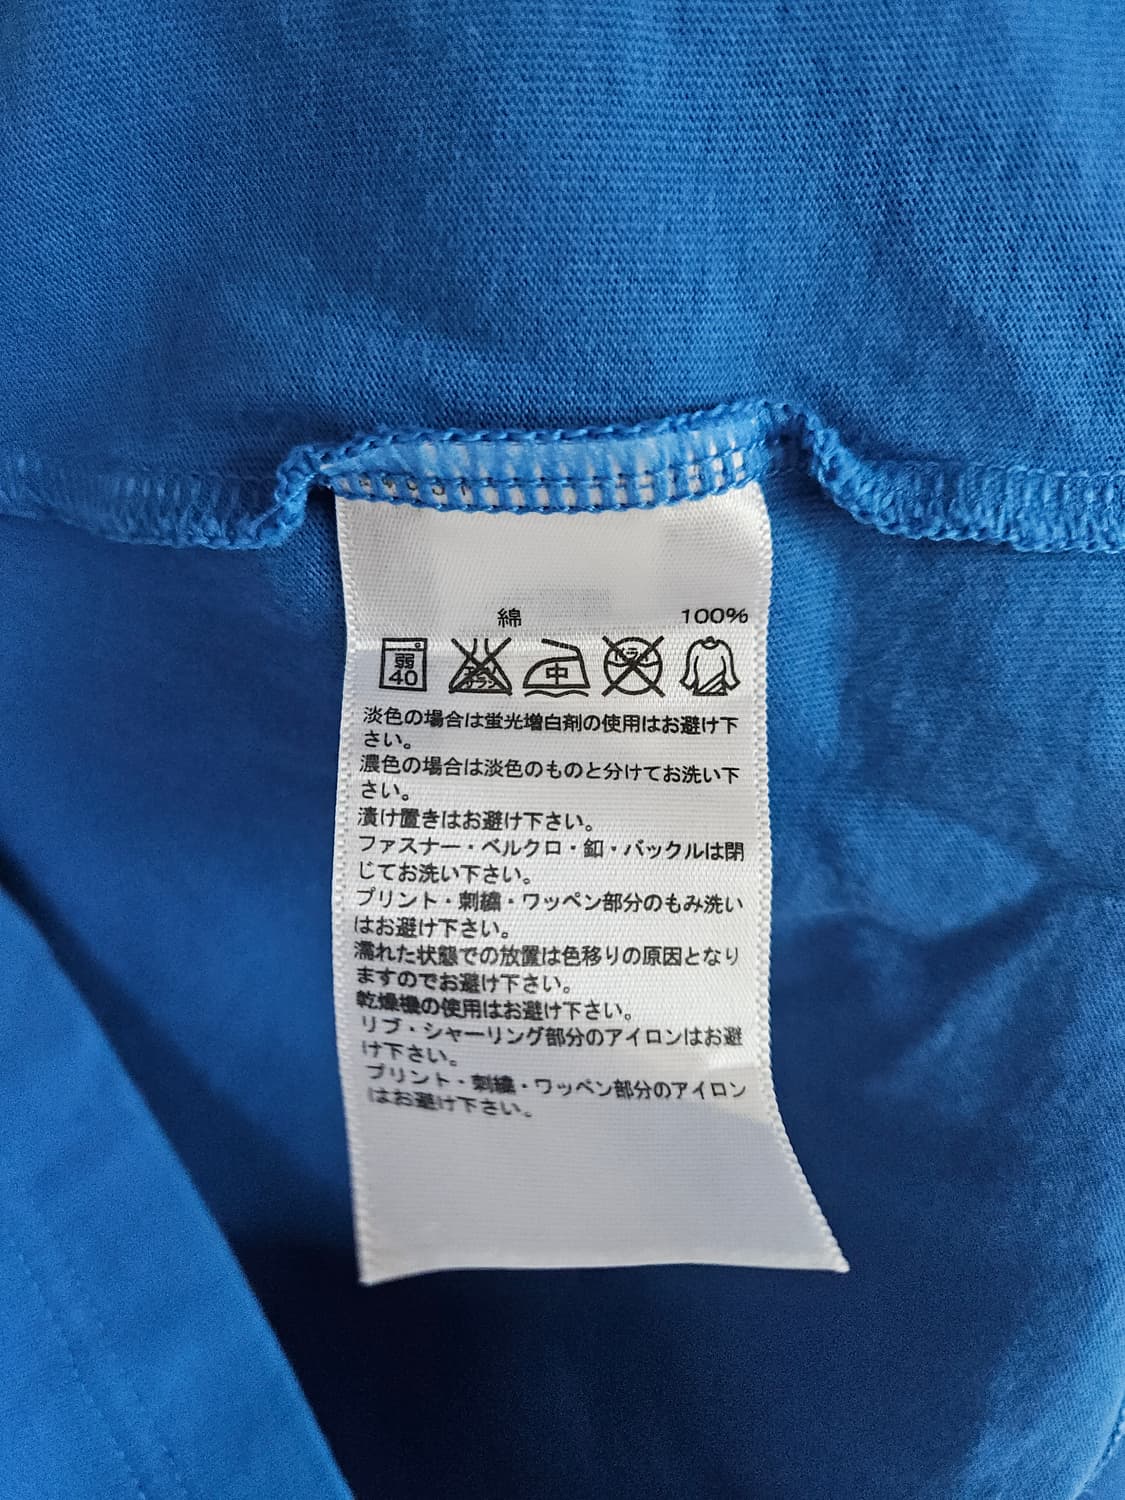 綿 100%
弱 40 エンソ サラシ 中 ドライ
淡色の場合は蛍光増白剤の使用はお避け下
さい。
濃色の場合は淡色のものと分けてお洗い下
さい。
漬け置きはお避け下さい。
ファスナー・ベルクロ・釦・バックルは閉
じてお洗い下さい。
プリント・刺繍・ワッペン部分のもみ洗い
はお避け下さい。
濡れた状態での放置は色移りの原因となり
ますのでお避け下さい。
乾燥機の使用はお避け下さい。
リブ・シャーリング部分のアイロンはお避
け下さい。
プリント・刺繍・ワッペン部分のアイロン
はお避け下さい。